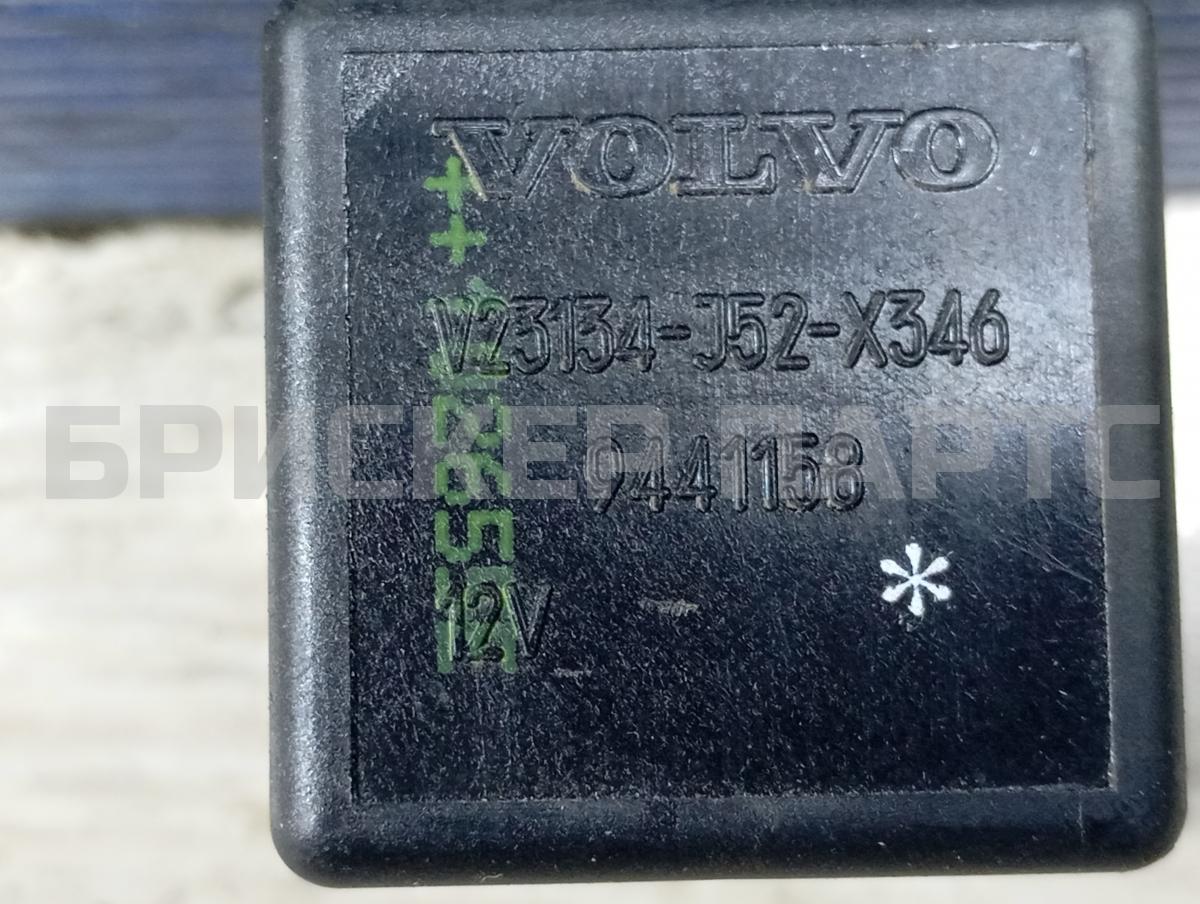 VOLVO
V23134-J52-X346
БРИСКЕР ПАРТС
9441158
*
12V